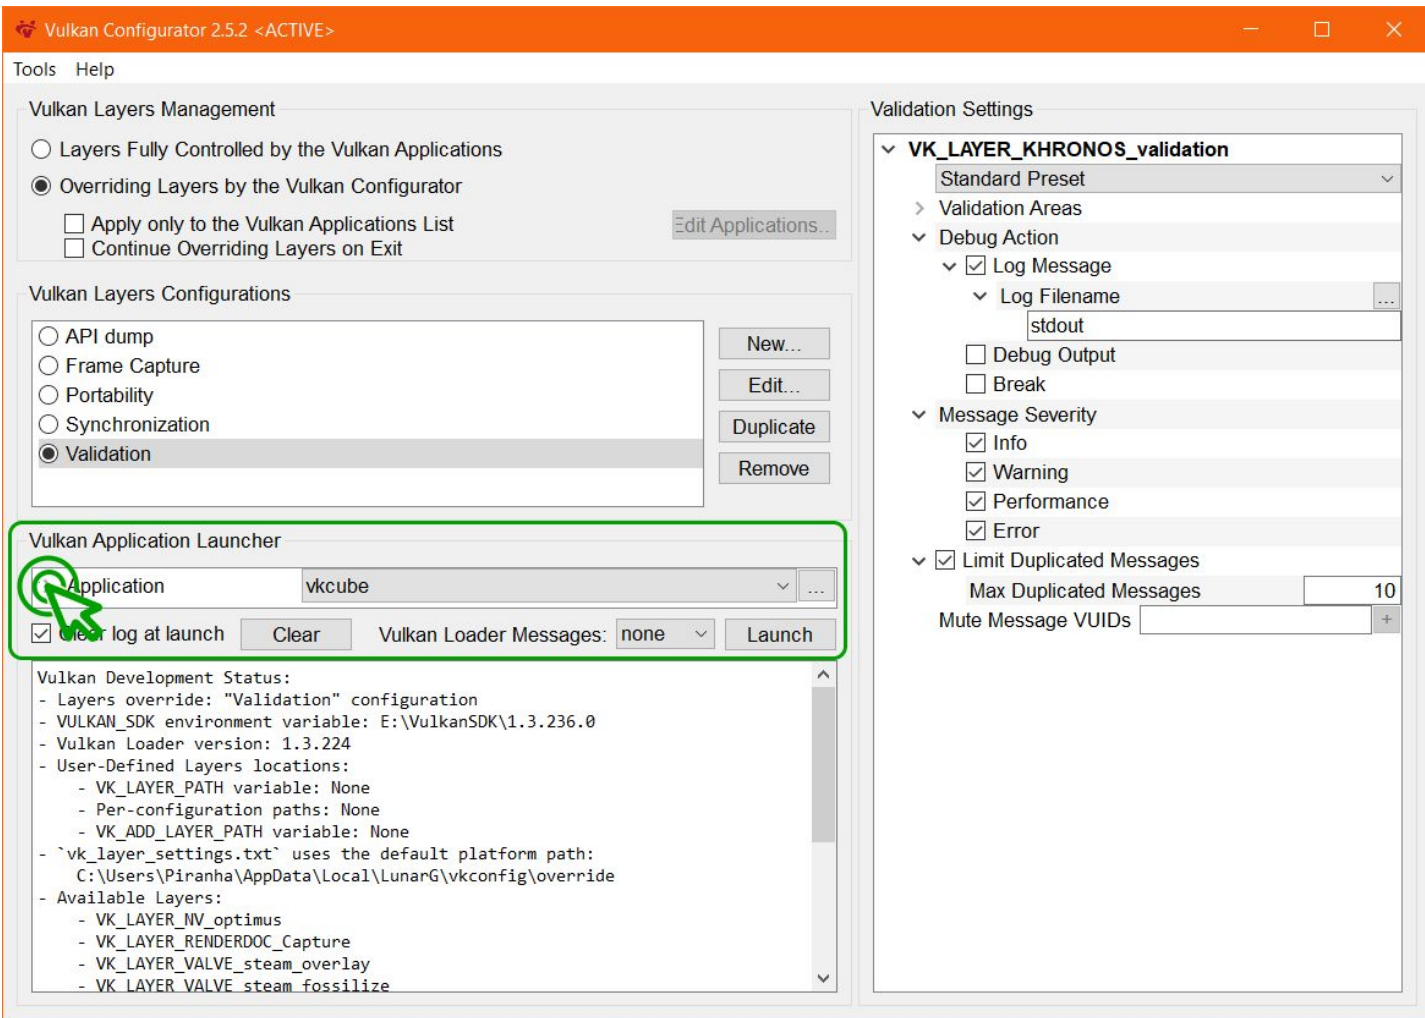 Vulkan Configurator 2.5.2 <ACTIVE>
Tools Help
Vulkan Layers Management
Layers Fully Controlled by the Vulkan Applications
Overriding Layers by the Vulkan Configurator
Apply only to the Vulkan Applications List
Edit Applications..
Continue Overriding Layers on Exit
Vulkan Layers Configurations
API dump
Frame Capture
Portability
Synchronization
Validation
New...
Edit...
Duplicate
Remove
Vulkan Application Launcher
Application vkcube ...
Clear log at launch Clear Vulkan Loader Messages: none Launch
Vulkan Development Status:
- Layers override: "Validation" configuration
- VULKAN_SDK environment variable: E:\VulkanSDK\1.3.236.0
- Vulkan Loader version: 1.3.224
- User-Defined Layers locations:
- VK_LAYER_PATH variable: None
- Per-configuration paths: None
- VK_ADD_LAYER_PATH variable: None
- `vk_layer_settings.txt` uses the default platform path:
C:\Users\Piranha\AppData\Local\LunarG\vkconfig\override
- Available Layers:
- VK_LAYER_NV_optimus
- VK_LAYER_RENDERDOC_Capture
- VK_LAYER_VALVE_steam_overlay
- VK_LAYER_VALVE_steam_fossilize
Validation Settings
VK_LAYER_KHRONOS_validation
Standard Preset
Validation Areas
Debug Action
Log Message
Log Filename ...
stdout
Debug Output
Break
Message Severity
Info
Warning
Performance
Error
Limit Duplicated Messages
Max Duplicated Messages 10
Mute Message VUIDs +